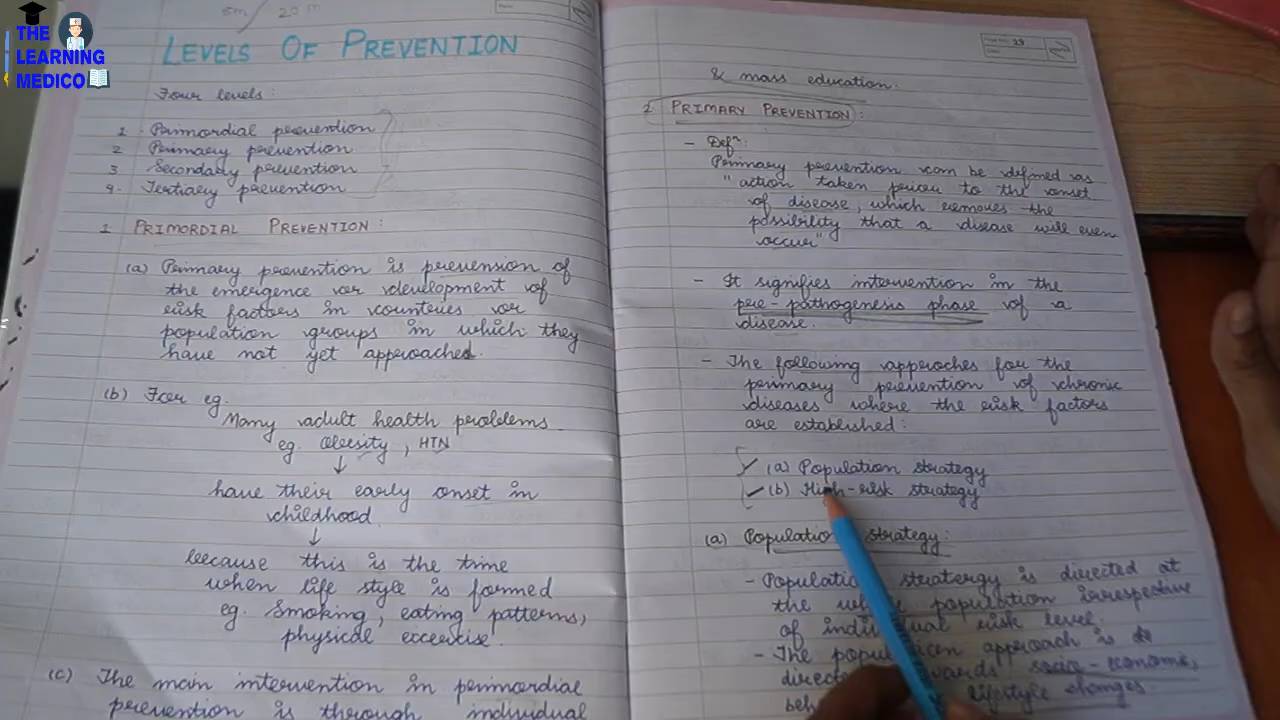 THE
LEARNING
MEDICO
5m / 20 m
LEVELS OF PREVENTION
Four levels:
1 Primordial prevention
2 Primary prevention
3 Secondary prevention
4. Tertiary prevention
1 PRIMORDIAL PREVENTION:
(a) Primary prevention is prevension of
the emergence or development of
risk factors in countries or
population groups in which they
have not yet approached.
(b) For eg.
Many adult health problems
eg. Obesity, HTN
↓
have their early onset in
childhood.
↓
because this is the time
when life style is formed
eg. Smoking, eating patterns,
physical excercise.
(c) The main intervention in primordial
prevention is through individual
Page No. 29
& mass education.
2 PRIMARY PREVENTION:
- Defn:
Primary prevention can be defined as
"action taken prior to the onset
of disease, which removes the
possibility that a disease will even
occur"
- It signifies intervention in the
pre-pathogenesis phase of a
disease.
- The following approches for the
primary prevention of chronic
diseases where the risk factors
are established:
(a) Population strategy
(b) High-risk strategy
(a) Population strategy:
- Population stratergy is directed at
the whole population irrespective
of individual risk level.
- The population approach is
directed towards socio-economic,
lifestyle changes.